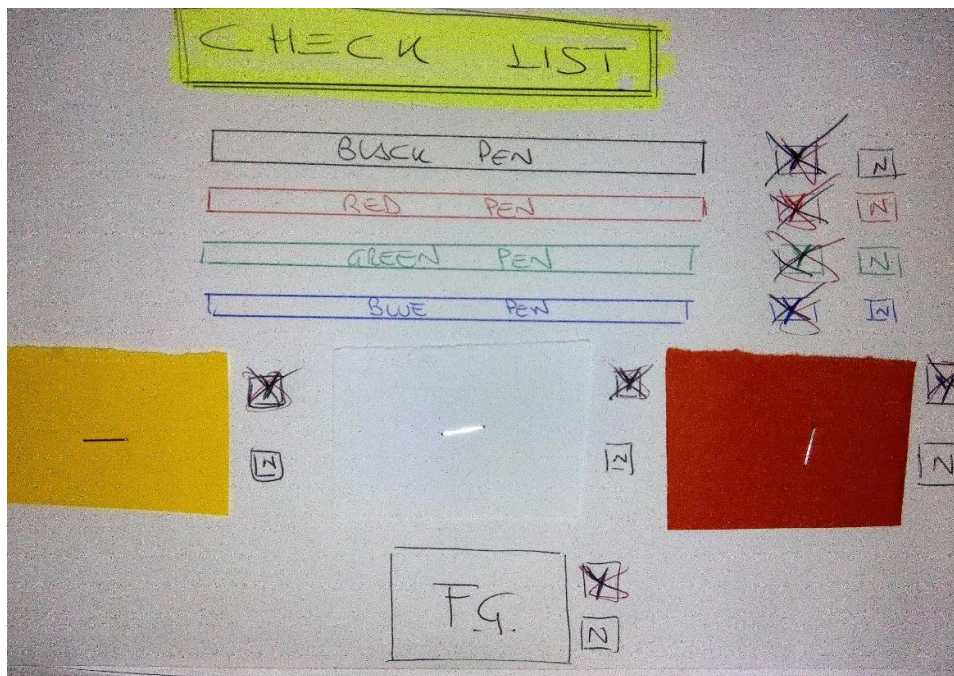 CHECK LIST.
BLACK PEN Y N
RED PEN Y N
GREEN PEN Y N
BLUE PEN Y N
Y Y Y
N N N
F.G. Y
N